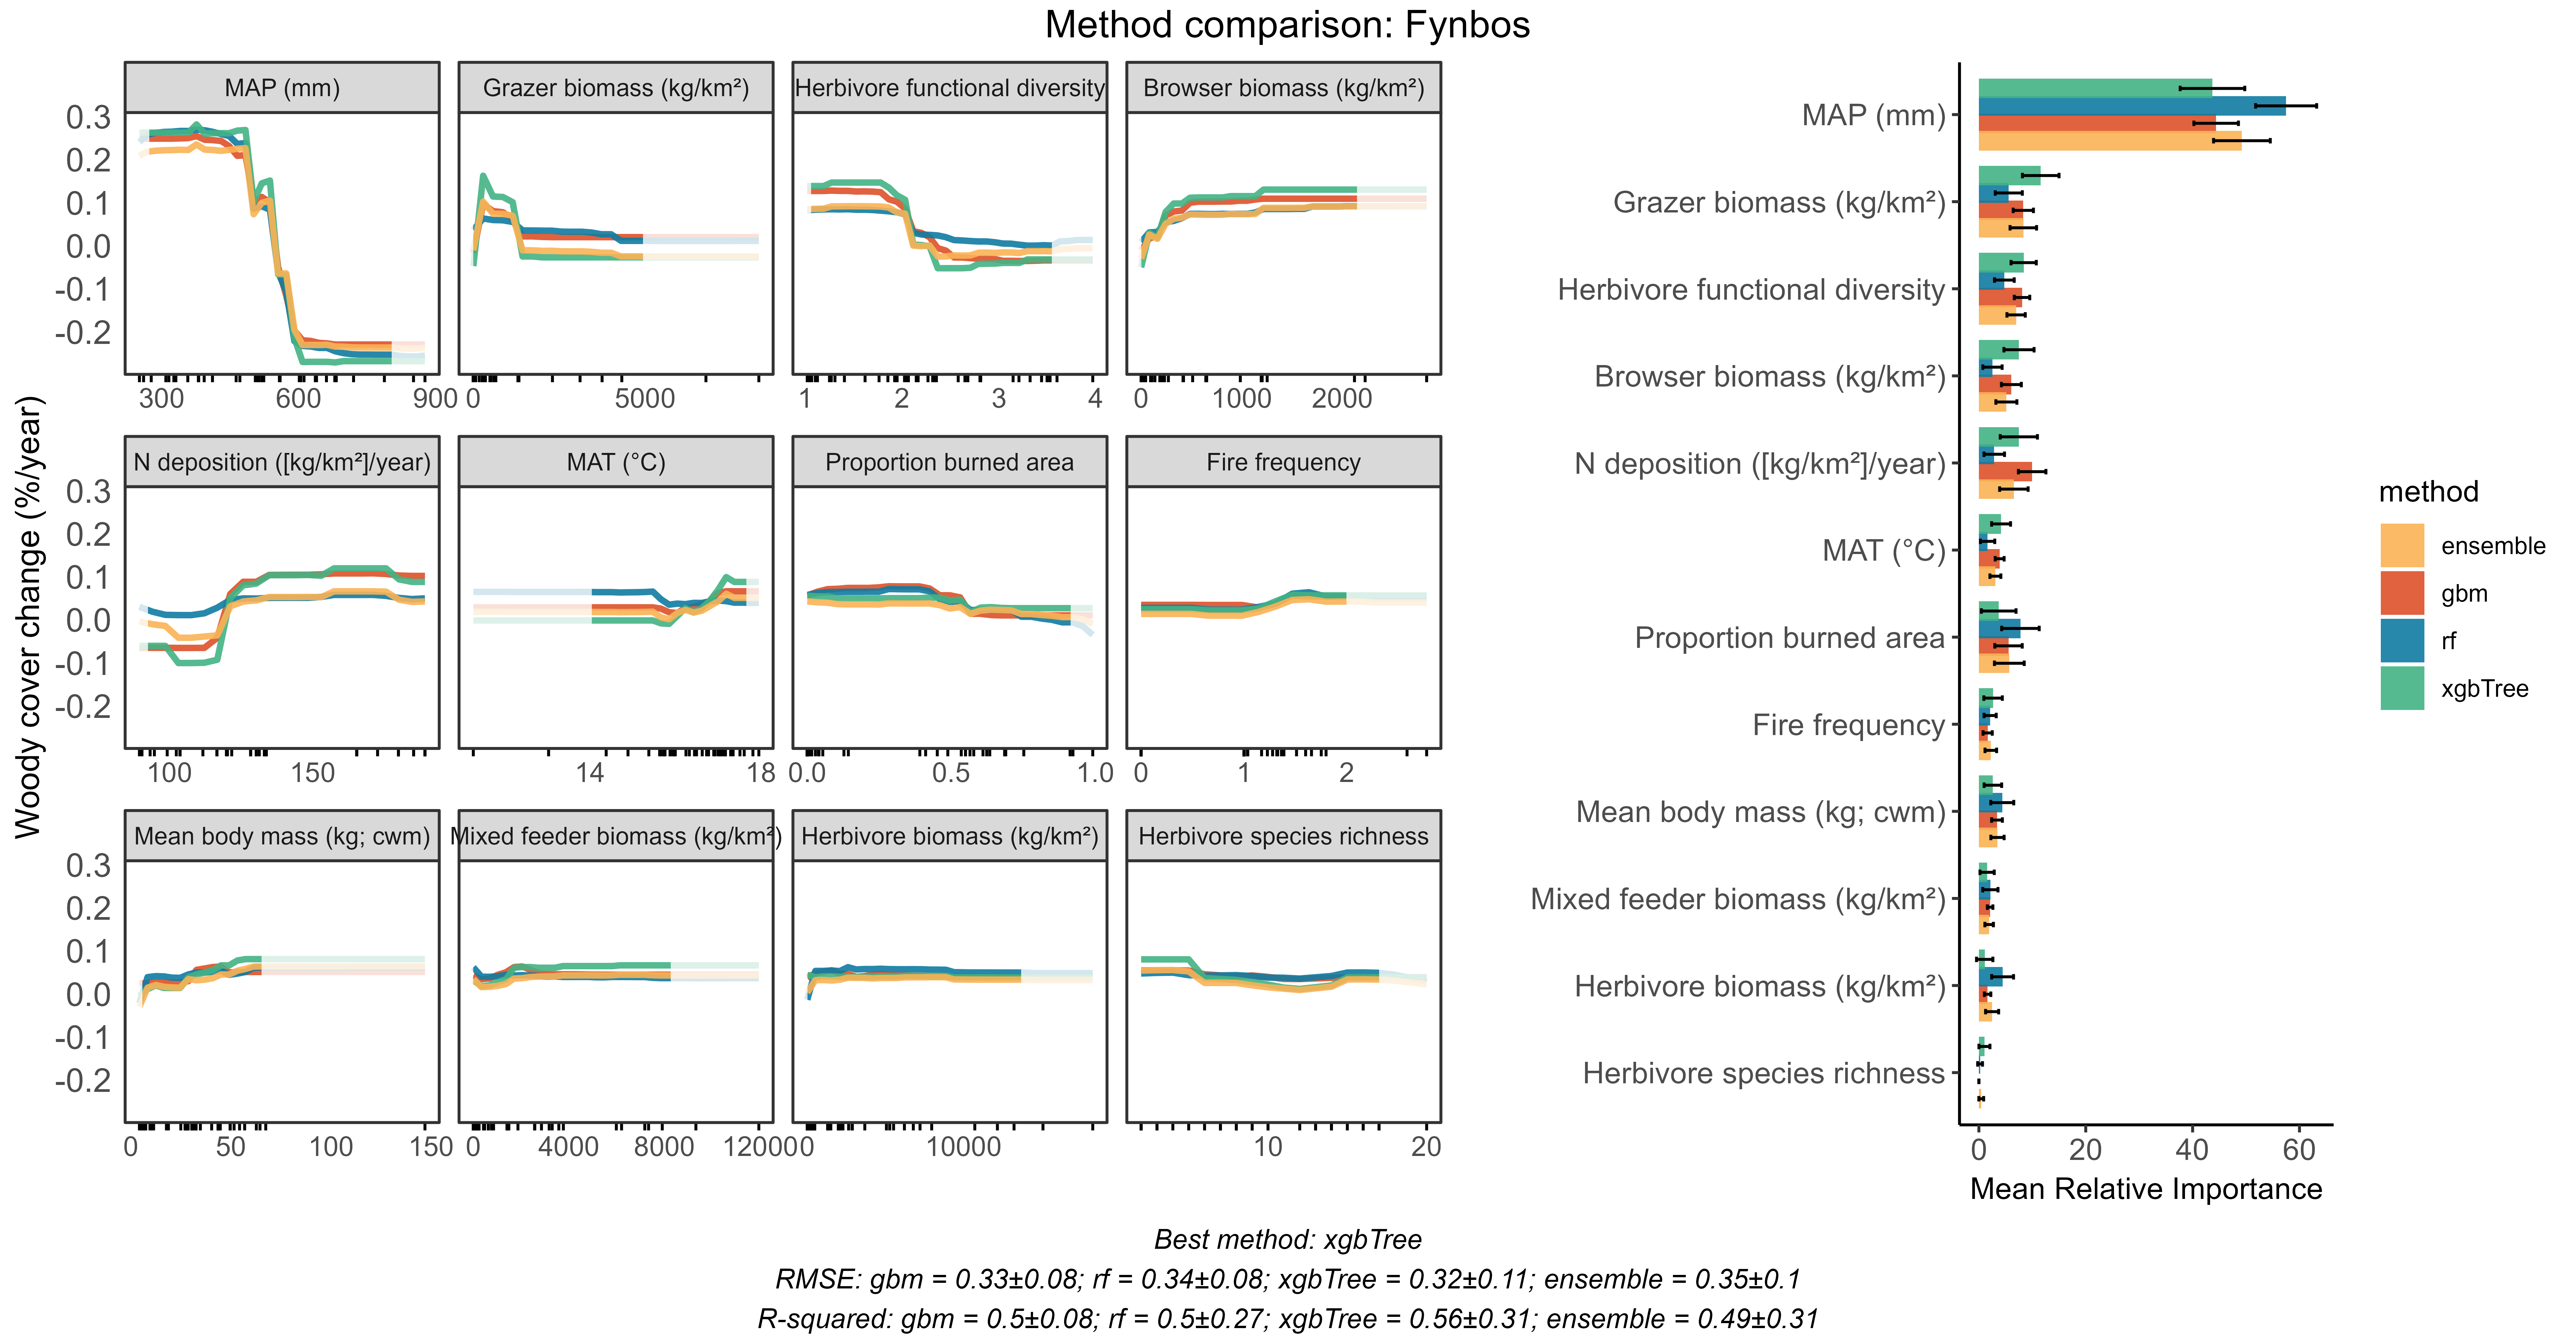 Method comparison: Fynbos
MAP (mm)
Grazer biomass (kg/km²)
Herbivore functional diversity
Browser biomass (kg/km²)
0.3
0.2
0.1
0.0
-0.1
-0.2
300 600 900
0 5000
1 2 3 4
0 1000 2000
N deposition ([kg/km²]/year)
MAT (°C)
Proportion burned area
Fire frequency
0.3
0.2
0.1
0.0
-0.1
-0.2
100 150
14 18
0.0 0.5 1.0
0 1 2
Mean body mass (kg; cwm)
Mixed feeder biomass (kg/km²)
Herbivore biomass (kg/km²)
Herbivore species richness
0.3
0.2
0.1
0.0
-0.1
-0.2
0 50 100 150
0 4000 8000 12000
0 10000
10 20
Woody cover change (%/year)
MAP (mm)
Grazer biomass (kg/km²)
Herbivore functional diversity
Browser biomass (kg/km²)
N deposition ([kg/km²]/year)
MAT (°C)
Proportion burned area
Fire frequency
Mean body mass (kg; cwm)
Mixed feeder biomass (kg/km²)
Herbivore biomass (kg/km²)
Herbivore species richness
0 20 40 60
Mean Relative Importance
method
ensemble
gbm
rf
xgbTree
Best method: xgbTree
RMSE: gbm = 0.33±0.08; rf = 0.34±0.08; xgbTree = 0.32±0.11; ensemble = 0.35±0.1
R-squared: gbm = 0.5±0.08; rf = 0.5±0.27; xgbTree = 0.56±0.31; ensemble = 0.49±0.31